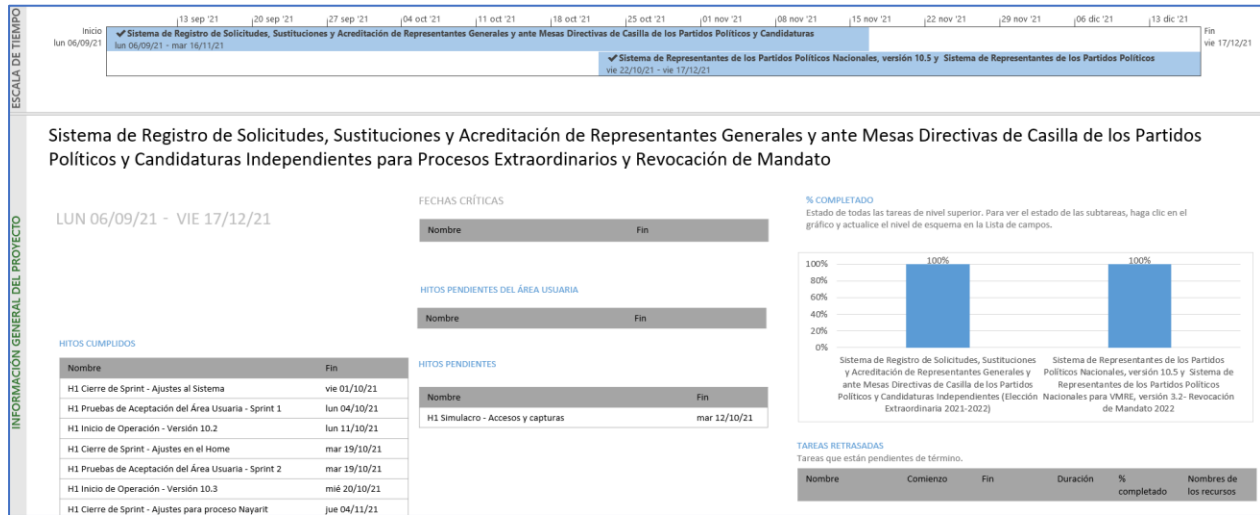 ESCALA DE TIEMPO
13 sep '21 20 sep '21 27 sep '21 04 oct '21 11 oct '21 18 oct '21 25 oct '21 01 nov '21 08 nov '21 15 nov '21 22 nov '21 29 nov '21 06 dic '21 13 dic '21
Inicio
lun 06/09/21
Sistema de Registro de Solicitudes, Sustituciones y Acreditación de Representantes Generales y ante Mesas Directivas de Casilla de los Partidos Políticos y Candidaturas
lun 06/09/21 - mar 16/11/21
Sistema de Representantes de los Partidos Políticos Nacionales, versión 10.5 y Sistema de Representantes de los Partidos Políticos
vie 22/10/21 - vie 17/12/21
Fin
vie 17/12/21
INFORMACIÓN GENERAL DEL PROYECTO
Sistema de Registro de Solicitudes, Sustituciones y Acreditación de Representantes Generales y ante Mesas Directivas de Casilla de los Partidos
Políticos y Candidaturas Independientes para Procesos Extraordinarios y Revocación de Mandato
LUN 06/09/21 - VIE 17/12/21
HITOS CUMPLIDOS
Nombre Fin
H1 Cierre de Sprint - Ajustes al Sistema vie 01/10/21
H1 Pruebas de Aceptación del Área Usuaria - Sprint 1 lun 04/10/21
H1 Inicio de Operación - Versión 10.2 lun 11/10/21
H1 Cierre de Sprint - Ajustes en el Home mar 19/10/21
H1 Pruebas de Aceptación del Área Usuaria - Sprint 2 mar 19/10/21
H1 Inicio de Operación - Versión 10.3 mié 20/10/21
H1 Cierre de Sprint - Ajustes para proceso Nayarit jue 04/11/21
FECHAS CRÍTICAS
Nombre Fin
HITOS PENDIENTES DEL ÁREA USUARIA
Nombre Fin
HITOS PENDIENTES
Nombre Fin
H1 Simulacro - Accesos y capturas mar 12/10/21
% COMPLETADO
Estado de todas las tareas de nivel superior. Para ver el estado de las subtareas, haga clic en el
gráfico y actualice el nivel de esquema en la Lista de campos.
100% 100%
100%
80%
60%
40%
20%
0%
Sistema de Registro de Solicitudes, Sustituciones
y Acreditación de Representantes Generales y
ante Mesas Directivas de Casilla de los Partidos
Políticos y Candidaturas Independientes (Elección
Extraordinaria 2021-2022)
Sistema de Representantes de los Partidos
Políticos Nacionales, versión 10.5 y Sistema de
Representantes de los Partidos Políticos
Nacionales para VMRE, versión 3.2- Revocación
de Mandato 2022
TAREAS RETRASADAS
Tareas que están pendientes de término.
Nombre Comienzo Fin Duración % completado Nombres de los recursos